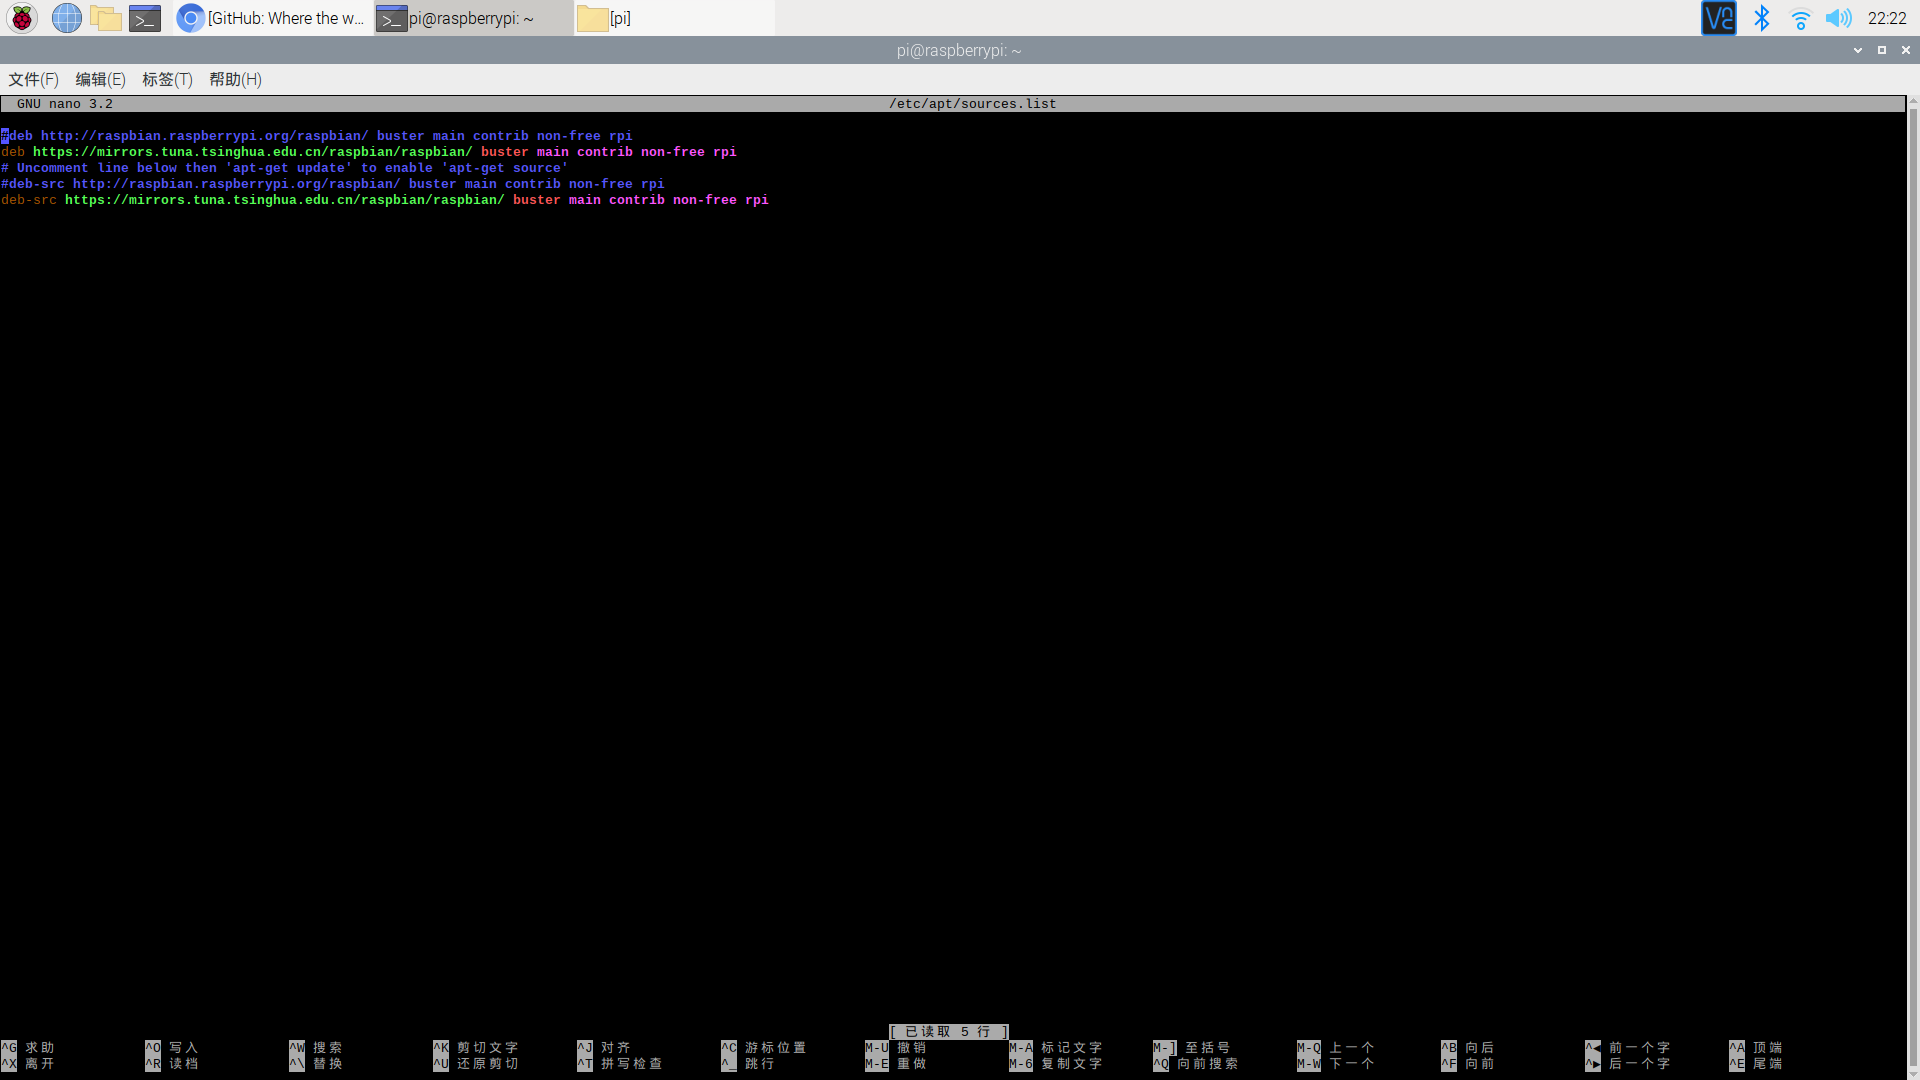 [GitHub: Where the w... pi@raspberrypi: ~ [pi] 22:22
pi@raspberrypi: ~
文件(F) 编辑(E) 标签(T) 帮助(H)
GNU nano 3.2 /etc/apt/sources.list
#deb http://raspbian.raspberrypi.org/raspbian/ buster main contrib non-free rpi
deb https://mirrors.tuna.tsinghua.edu.cn/raspbian/raspbian/ buster main contrib non-free rpi
# Uncomment line below then 'apt-get update' to enable 'apt-get source'
#deb-src http://raspbian.raspberrypi.org/raspbian/ buster main contrib non-free rpi
deb-src https://mirrors.tuna.tsinghua.edu.cn/raspbian/raspbian/ buster main contrib non-free rpi
[ 已读取 5 行 ]
^G 求助 ^O 写入 ^W 搜索 ^K 剪切文字 ^J 对齐 ^C 游标位置 M-U 撤销 M-A 标记文字 M-] 至括号 M-Q 上一个 ^B 向后 ^◀ 前一个字 ^A 顶端
^X 离开 ^R 读档 ^\ 替换 ^U 还原剪切 ^T 拼写检查 ^_ 跳行 M-E 重做 M-6 复制文字 ^Q 向前搜索 M-W 下一个 ^F 向前 ^▶ 后一个字 ^E 尾端